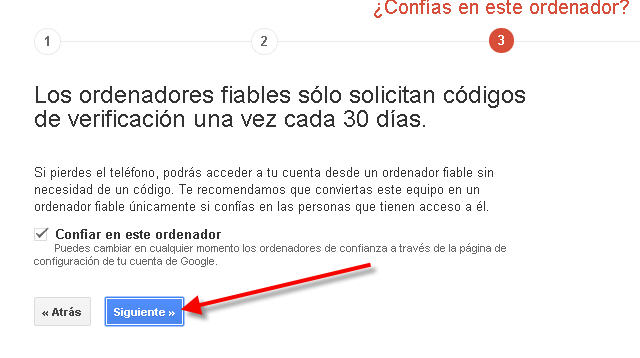 ¿Confías en este ordenador?
1 2 3
Los ordenadores fiables sólo solicitan códigos
de verificación una vez cada 30 días.
Si pierdes el teléfono, podrás acceder a tu cuenta desde un ordenador fiable sin
necesidad de un código. Te recomendamos que conviertas este equipo en un
ordenador fiable únicamente si confías en las personas que tienen acceso a él.
Confiar en este ordenador
Puedes cambiar en cualquier momento los ordenadores de confianza a través de la página de
configuración de tu cuenta de Google.
« Atrás Siguiente »